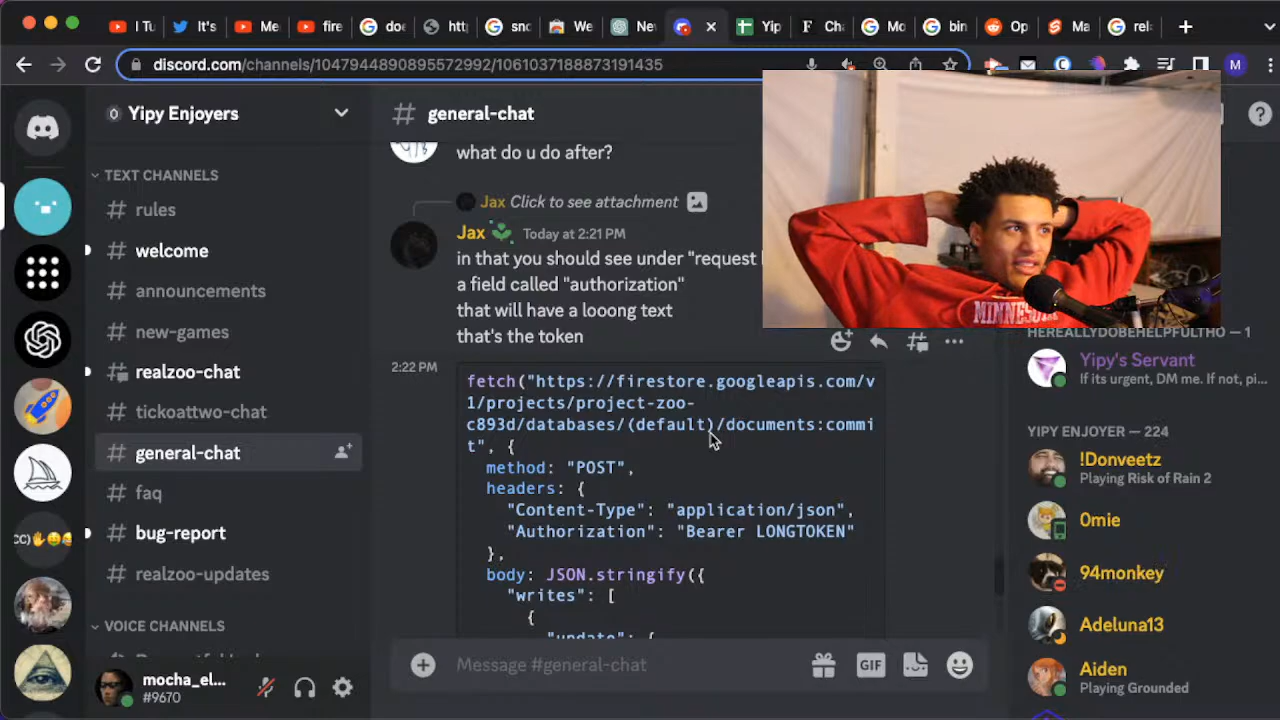 I Tu
It's
Me
fire
doe
htt
snc
We
Nev
Yip
Cha
Mo
bin
Op
Ma
rel
discord.com/channels/1047944890895572992/1061037188873191435
M
Yipy Enjoyers
general-chat
TEXT CHANNELS
rules
welcome
announcements
new-games
realzoo-chat
tickoattwo-chat
general-chat
faq
bug-report
realzoo-updates
VOICE CHANNELS
mocha_el...
#9670
what do u do after?
Jax Click to see attachment
Jax Today at 2:21 PM
in that you should see under "request
a field called "authorization"
that will have a looong text
that's the token
2:22 PM
fetch("https://firestore.googleapis.com/v
1/projects/project-zoo-
c893d/databases/(default)/documents:commi
t", {
method: "POST",
headers: {
"Content-Type": "application/json",
"Authorization": "Bearer LONGTOKEN"
},
body: JSON.stringify({
"writes": [
{
"update": {
Message #general-chat
GIF
MINNESOTA
HEREALLYDOBEHELPFULTHO — 1
Yipy's Servant
If its urgent, DM me. If not, pi...
YIPY ENJOYER — 224
!Donveetz
Playing Risk of Rain 2
0mie
94monkey
Adeluna13
Aiden
Playing Grounded